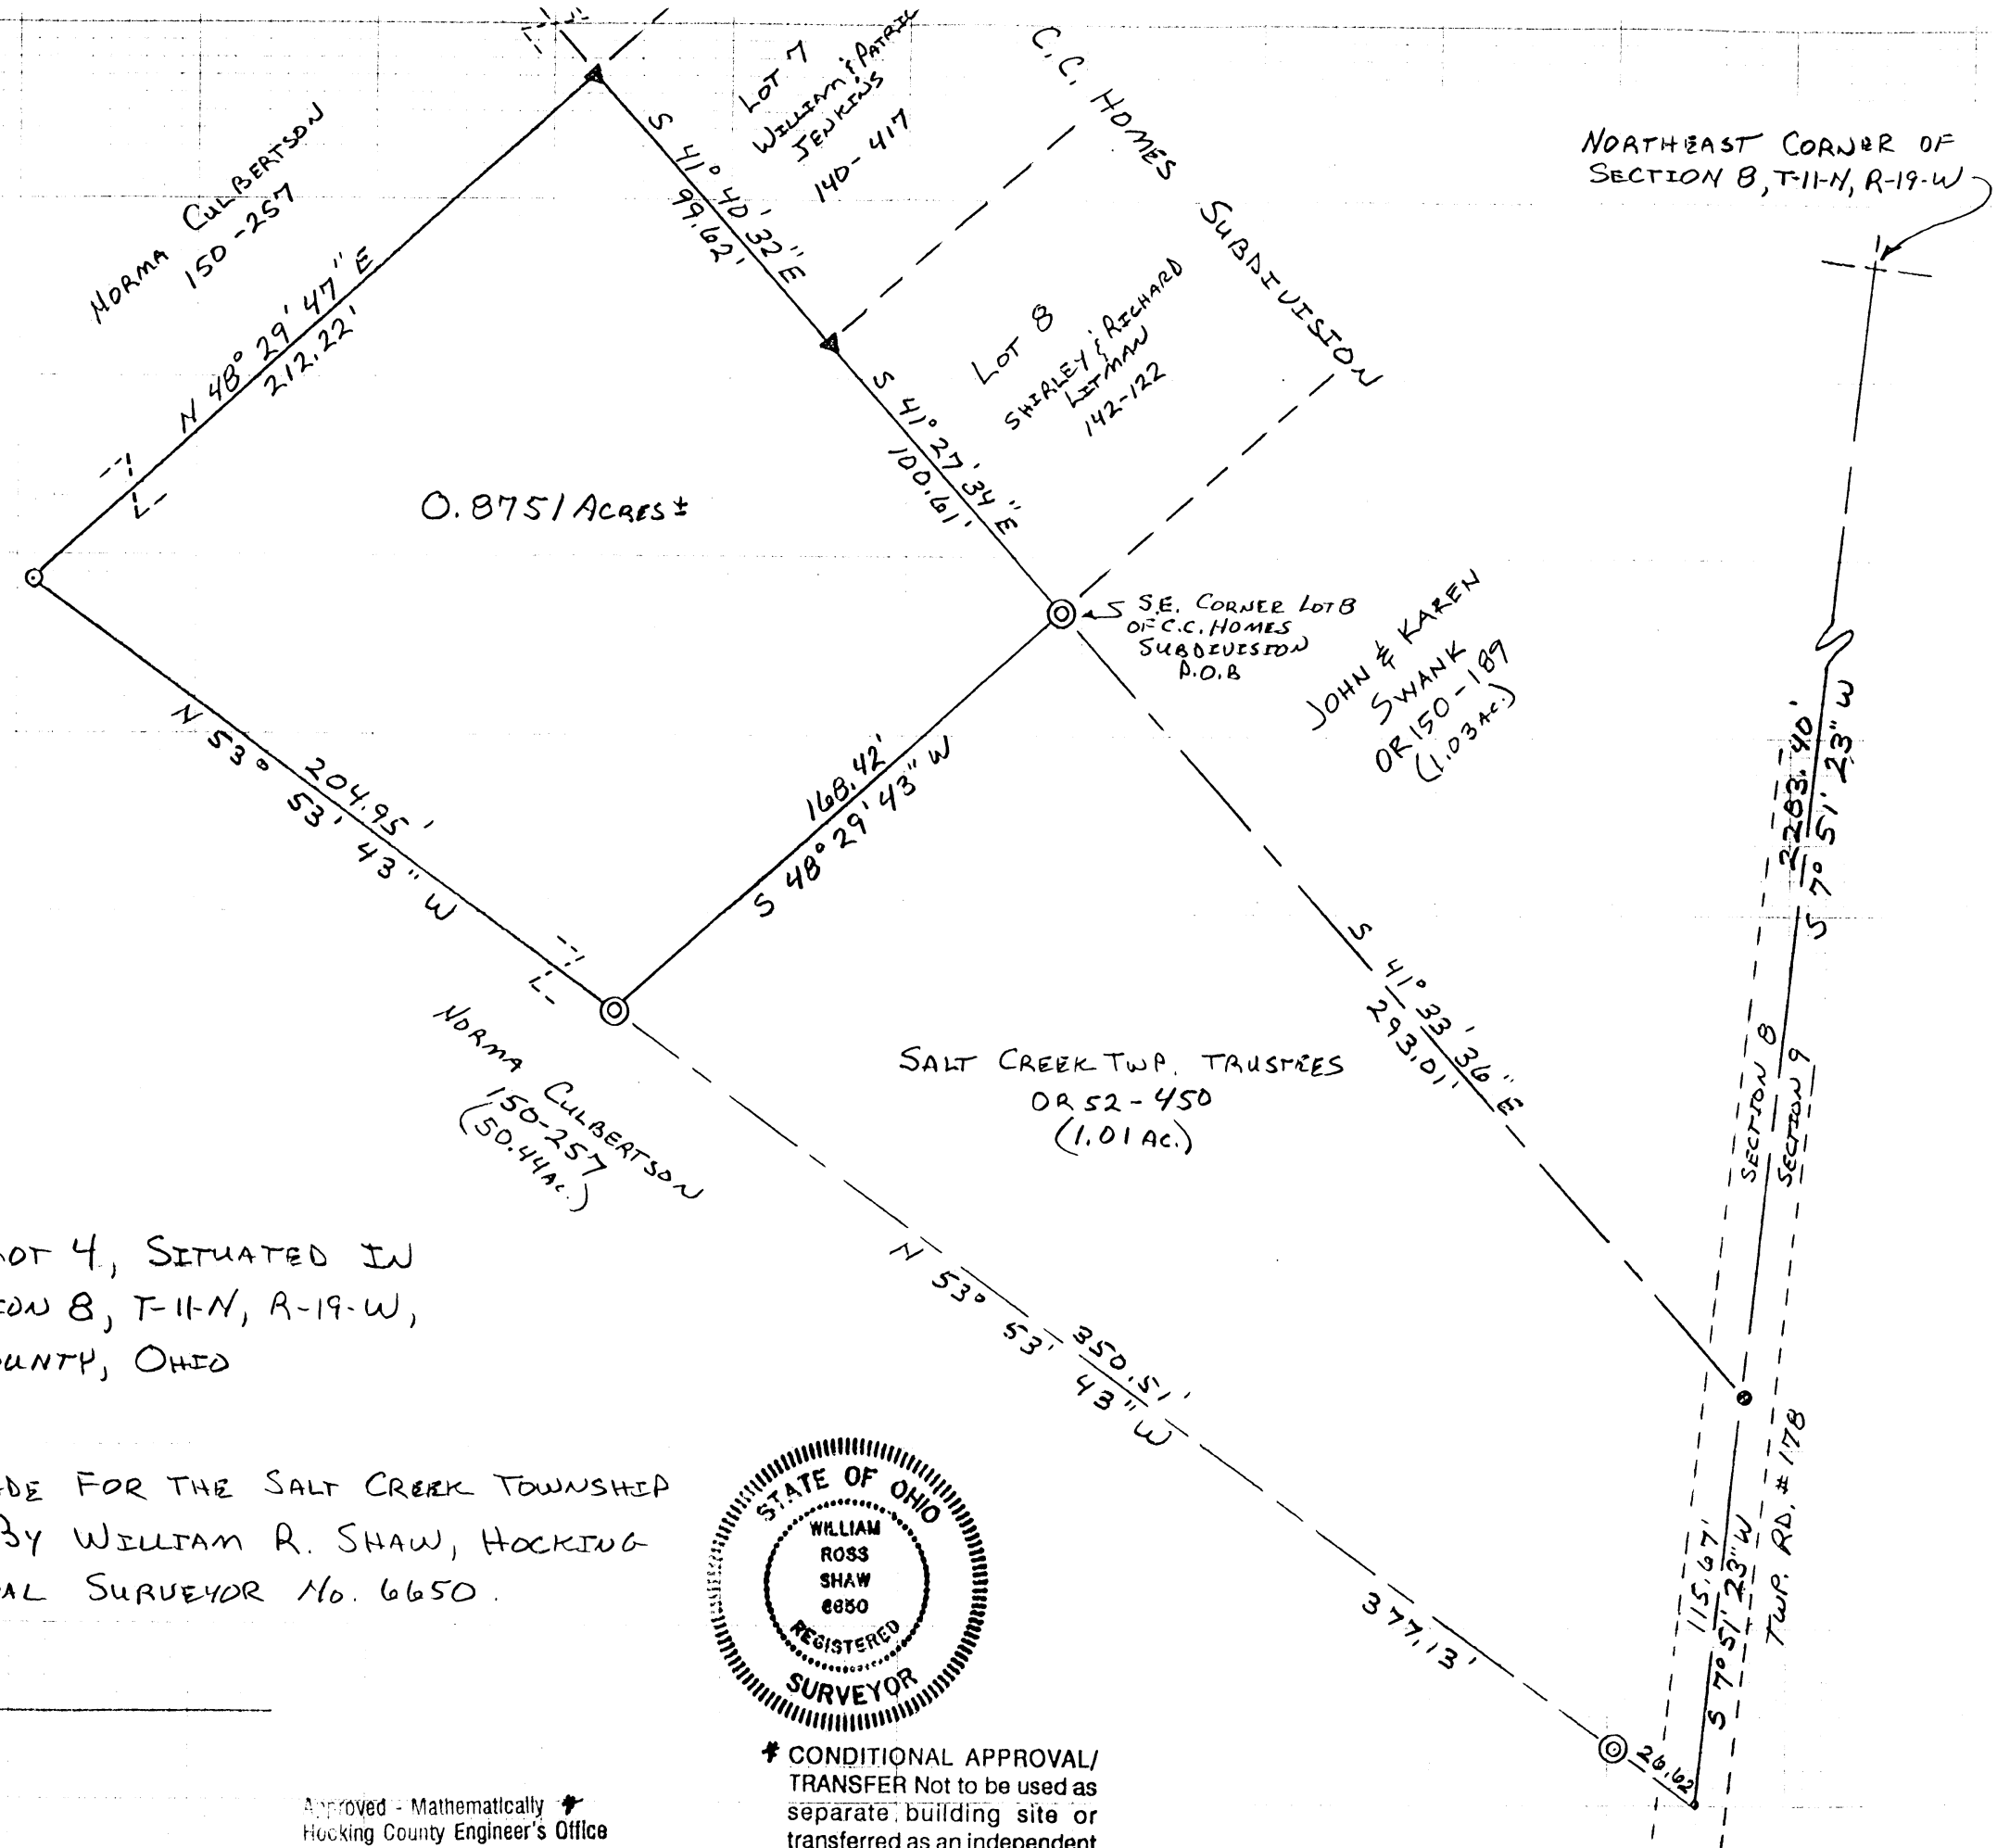 NORMA CULBERTSON
150-257
N 48° 29' 47" E
212.22'
LOT 7
WILLIAM & PATRIC
JENKINS
140-417
S 41° 40' 32" E
99.62'
C.C. HOMES SUBDIVISION
LOT 8
SHIRLEY & RICHARD
LITMAN
142-122
S 41° 27' 34" E
100.61'
NORTHEAST CORNER OF
SECTION 8, T-11-N, R-19-W
0.8751 ACRES ±
S.E. CORNER LOT 8
OF C.C. HOMES
SUBDIVISION
P.O.B
JOHN & KAREN
SWANK
OR 150-189
(1.03 AC.)
2283.40'
S 7° 51' 23" W
204.95'
N 53° 53' 43" W
168.42'
S 48° 29' 43" W
S 41° 33' 36" E
293.01'
SECTION 8
SECTION 9
NORMA CULBERTSON
150-257
(50.44 AC.)
SALT CREEK TWP. TRUSTEES
OR 52-450
(1.01 AC.)
350.51'
N 53° 53' 43" W
377.13'
26.62
115.67'
S 7° 51' 23" W
TWP. RD. #178
OT 4, SITUATED IN
ION 8, T-11-N, R-19-W,
OUNTY, OHIO
DE FOR THE SALT CREEK TOWNSHIP
BY WILLIAM R. SHAW, HOCKING
AL SURVEYOR No. 6650.
STATE OF OHIO
WILLIAM
ROSS
SHAW
6650
REGISTERED
SURVEYOR
* CONDITIONAL APPROVAL/
TRANSFER Not to be used as
separate building site or
transferred as an independent
Approved - Mathematically *
Hocking County Engineer's Office